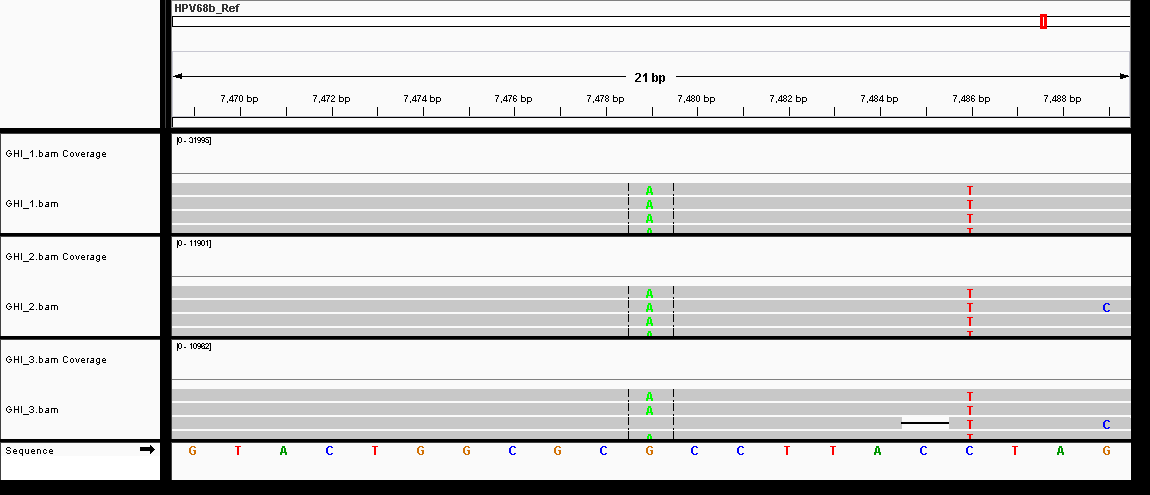 HPV68b_Ref
21 bp
7,470 bp 7,472 bp 7,474 bp 7,476 bp 7,478 bp 7,480 bp 7,482 bp 7,484 bp 7,486 bp 7,488 bp
[0 - 31995]
GHI_1.bam Coverage
A T
GHI_1.bam A T
A T
A T
[0 - 11901]
GHI_2.bam Coverage
A T
GHI_2.bam A T C
A T
A T
[0 - 10962]
GHI_3.bam Coverage
A T
GHI_3.bam A T
T C
A T
Sequence G T A C T G G C G C G C C T T A C C T A G